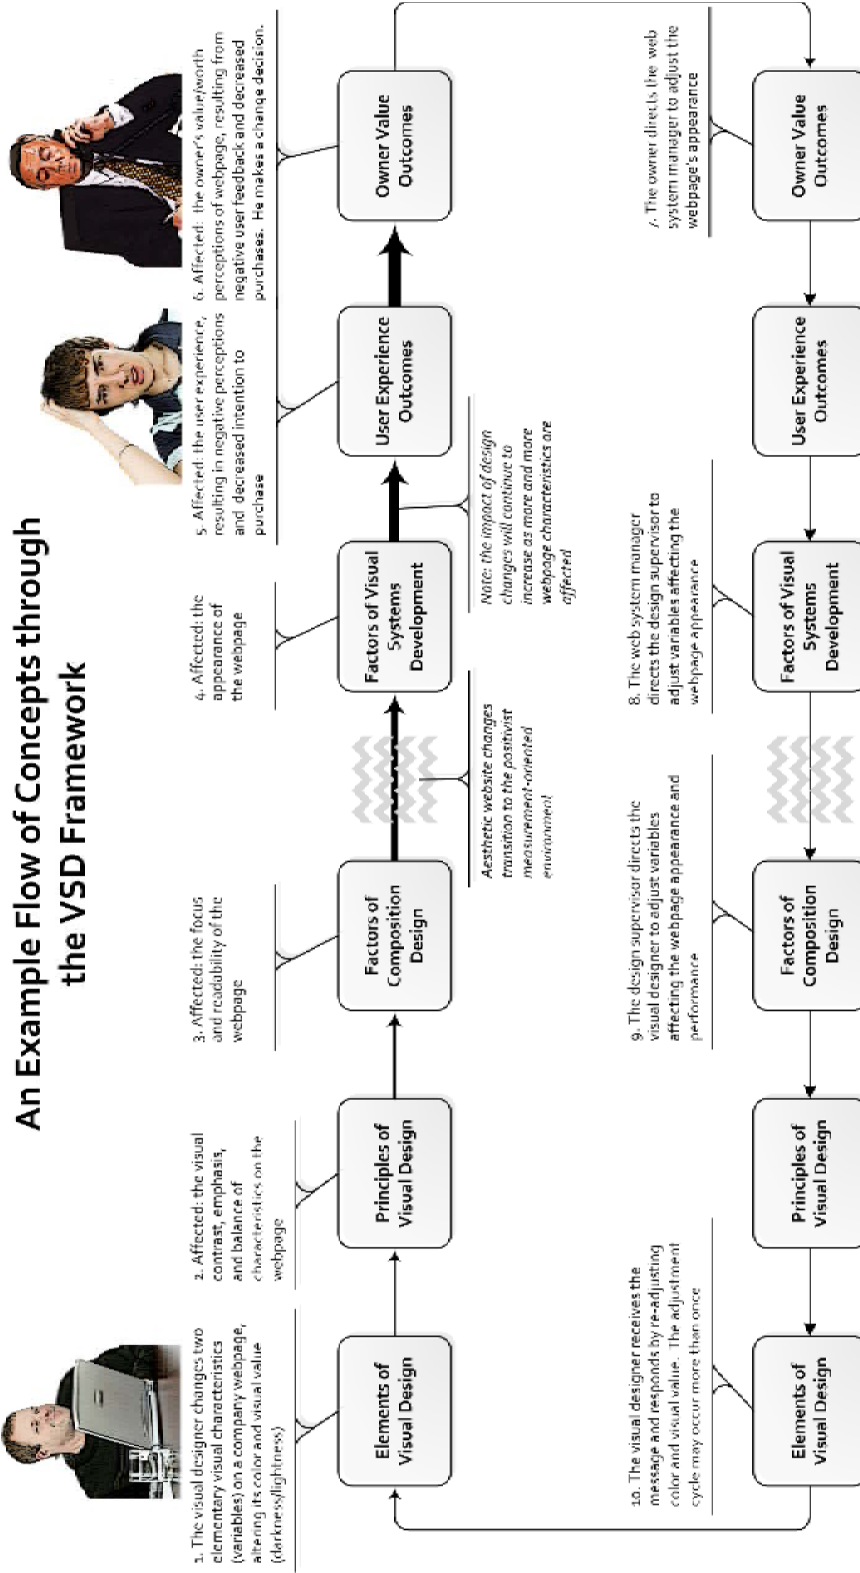 An Example Flow of Concepts through
the VSD Framework
1. The visual designer changes two
elementary visual characteristics
(variables) on a company webpage,
altering its color and visual value
(darkness/lightness)
2. Affected: the visual
contrast, emphasis,
and balance of
characteristics on the
webpage
3. Affected: the focus
and readability of the
webpage
4. Affected: the
appearance of
the webpage
5. Affected: the user experience,
resulting in negative perceptions
and decreased intention to
purchase
6. Affected: the owner's value/worth
perceptions of webpage, resulting from
negative user feedback and decreased
purchases. He makes a change decision.
Elements of
Visual Design
Principles of
Visual Design
Factors of
Composition
Design
Factors of Visual
Systems
Development
User Experience
Outcomes
Owner Value
Outcomes
Aesthetic website changes
transition to the positivist
measurement-oriented
environment
Note: the impact of design
changes will continue to
increase as more and more
webpage characteristics are
affected
10. The visual designer receives the
message and responds by re-adjusting
color and visual value. The adjustment
cycle may occur more than once
9. The design supervisor directs the
visual designer to adjust variables
affecting the webpage appearance and
performance
8. The web system manager
directs the design supervisor to
adjust variables affecting the
webpage appearance
7. The owner directs the web
system manager to adjust the
webpage's appearance
Elements of
Visual Design
Principles of
Visual Design
Factors of
Composition
Design
Factors of Visual
Systems
Development
User Experience
Outcomes
Owner Value
Outcomes